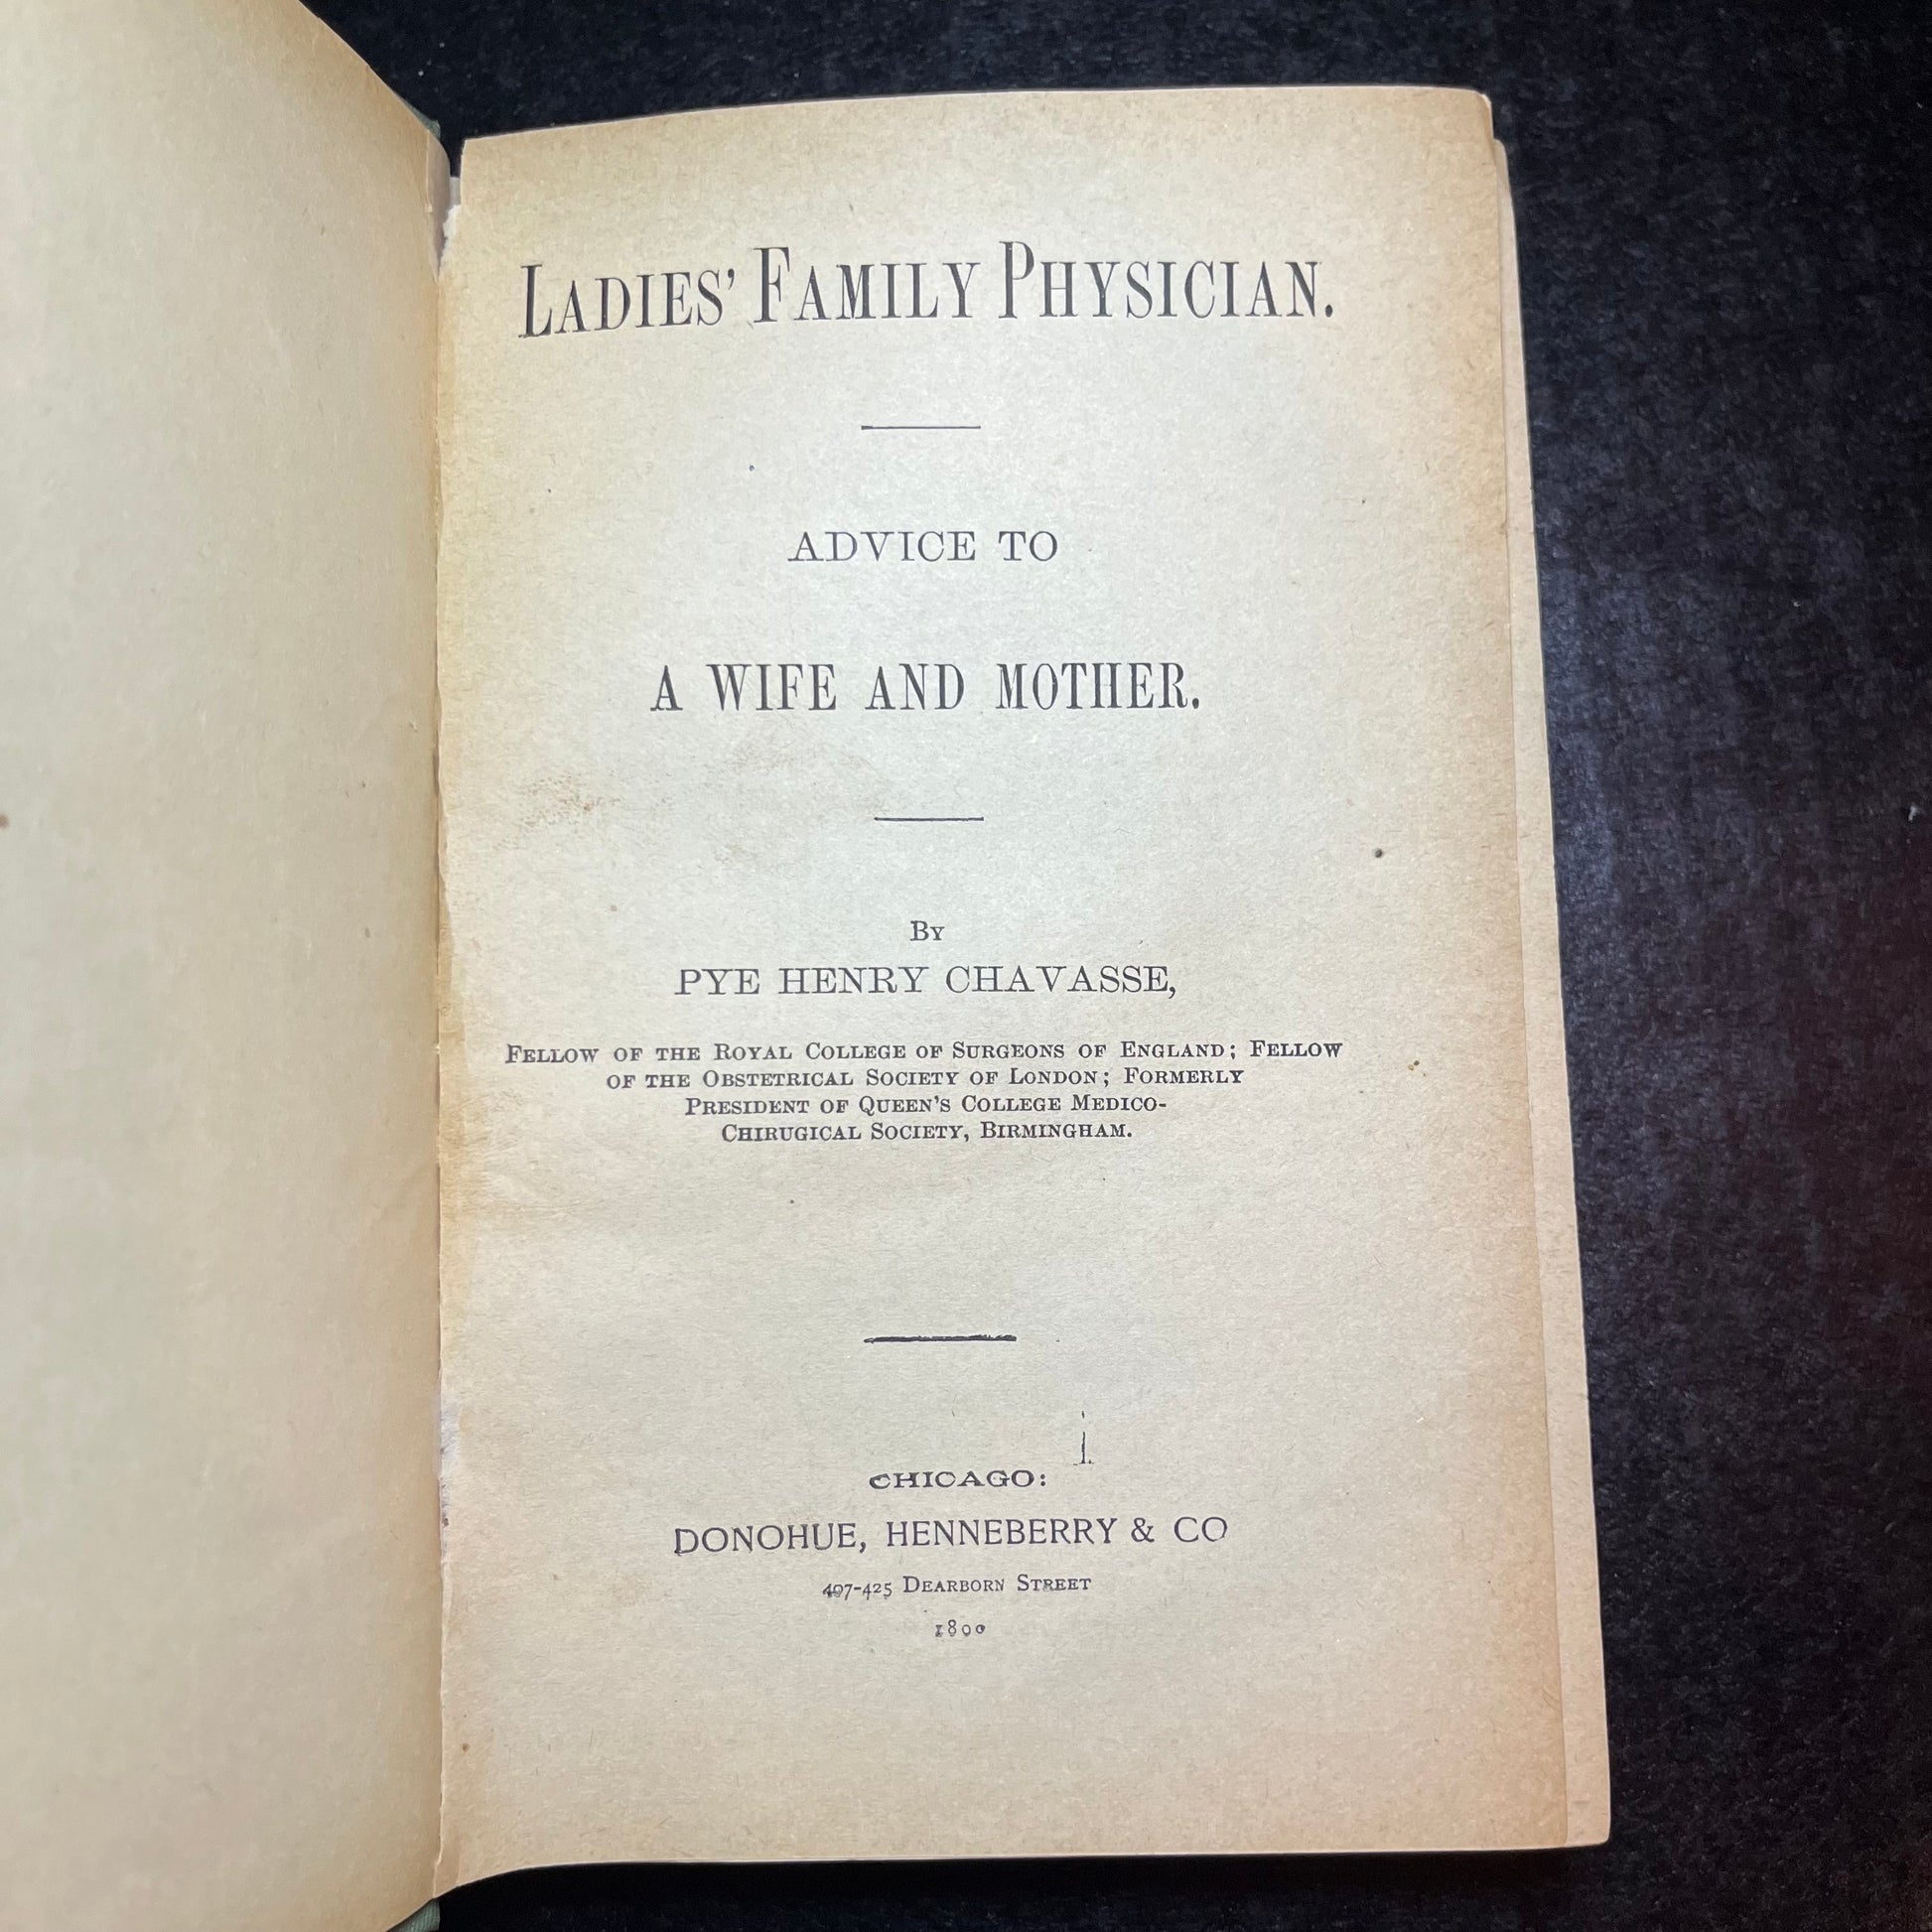 LADIES' FAMILY PHYSICIAN.
ADVICE TO
A WIFE AND MOTHER.
BY
PYE HENRY CHAVASSE,
FELLOW OF THE ROYAL COLLEGE OF SURGEONS OF ENGLAND; FELLOW
OF THE OBSTETRICAL SOCIETY OF LONDON; FORMERLY
PRESIDENT OF QUEEN'S COLLEGE MEDICO-
CHIRUGICAL SOCIETY, BIRMINGHAM.
CHICAGO:
DONOHUE, HENNEBERRY & CO
407-425 DEARBORN STREET